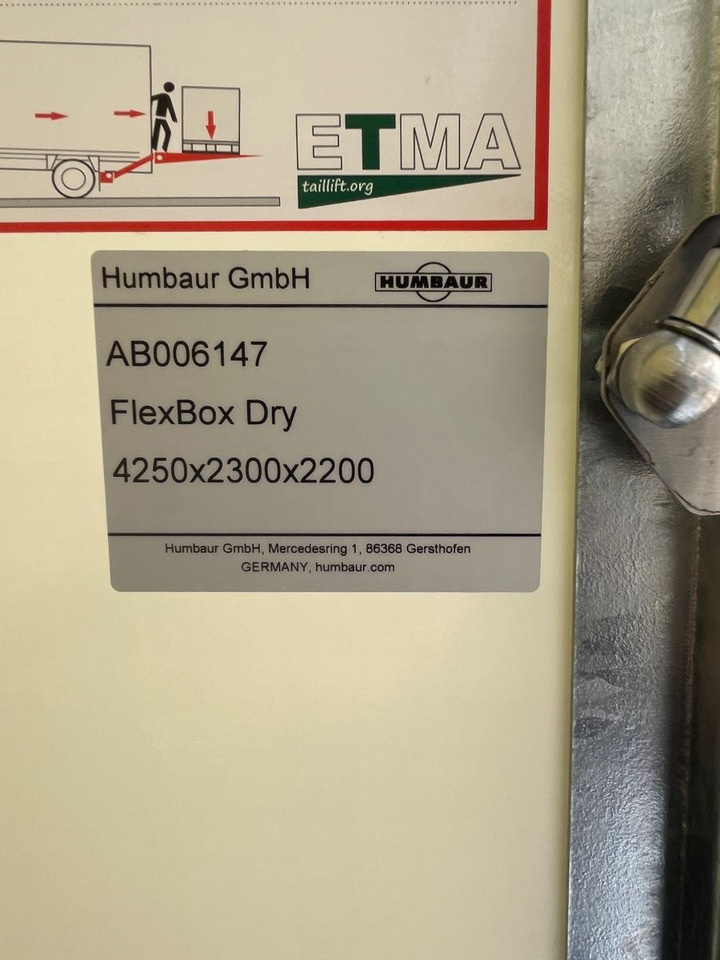 ETMA
taillift.org
Humbaur GmbH
HUMBAUR
AB006147
FlexBox Dry
4250x2300x2200
Humbaur GmbH, Mercedesring 1, 86368 Gersthofen
GERMANY, humbaur.com